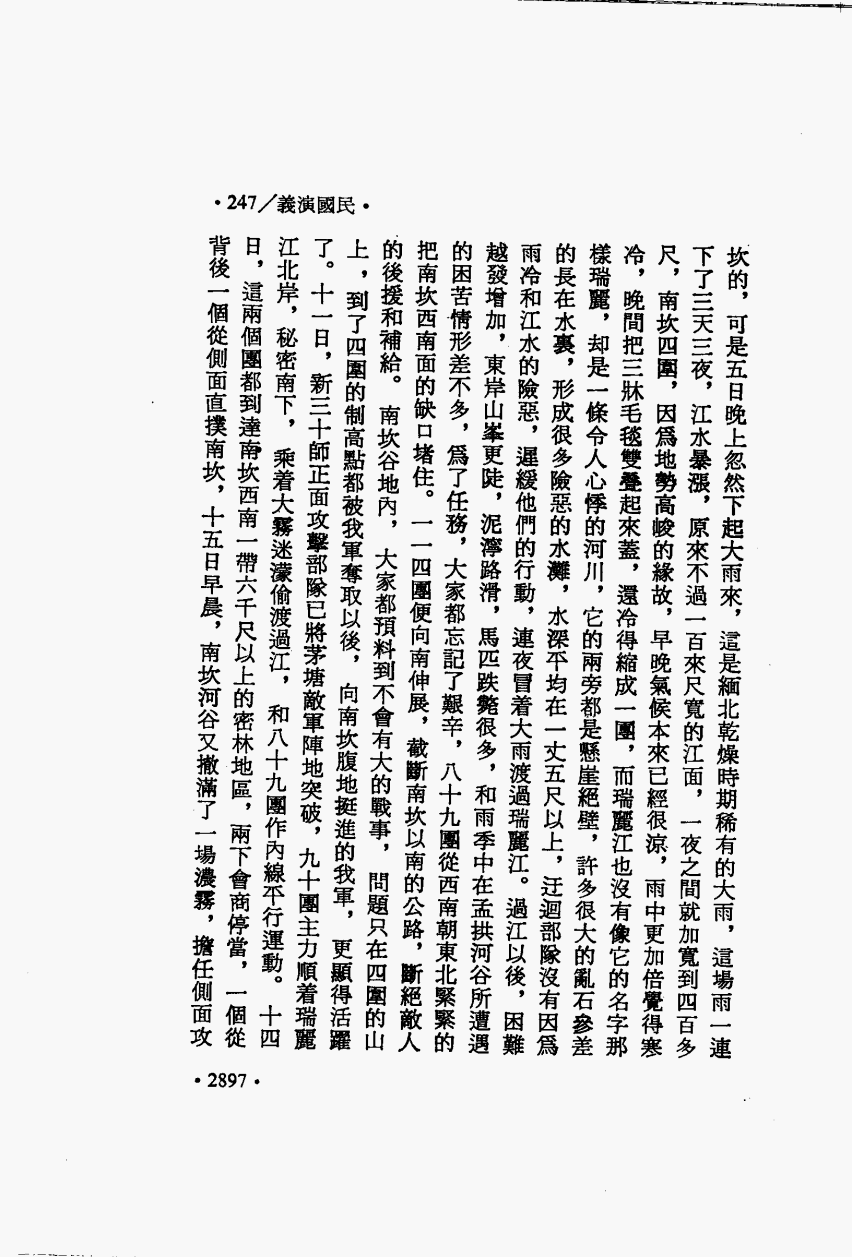 •247/義演國民•
坎的，可是五日晚上忽然下起大雨來，這是緬北乾燥時期稀有的大雨，這場雨一連
下了三天三夜，江水暴漲，原來不過一百來尺寬的江面，一夜之間就加寬到四百多
尺，南坎四圍，因爲地勢高峻的緣故，早晚氣候本來已經很涼，雨中更加倍覺得寒
冷，晚間把三牀毛毯雙疊起來蓋，還冷得縮成一團，而瑞麗江也沒有像它的名字那
樣瑞麗，却是一條令人心悸的河川，它的兩旁都是懸崖絕壁，許多很大的亂石參差
的長在水裏，形成很多險惡的水灘，水深平均在一丈五尺以上，迂迴部隊沒有因爲
雨冷和江水的險惡，遲緩他們的行動，連夜冒着大雨渡過瑞麗江。過江以後，困難
越發增加，東岸山峯更陡，泥濘路滑，馬匹跌斃很多，和雨季中在孟拱河谷所遭遇
的困苦情形差不多，爲了任務，大家都忘記了艱辛，八十九團從西南朝東北緊緊的
把南坎西南面的缺口堵住。一一四團便向南伸展，截斷南坎以南的公路，斷絕敵人
的後援和補給。南坎谷地內，大家都預料到不會有大的戰事，問題只在四圍的山
上，到了四圍的制高點都被我軍奪取以後，向南坎腹地挺進的我軍，更顯得活躍
了。十一日，新三十師正面攻擊部隊已將茅塘敵軍陣地突破，九十團主力順着瑞麗
江北岸，秘密南下，乘着大霧迷濛偷渡過江，和八十九團作內線平行運動。十四
日，這兩個團都到達南坎西南一帶六千尺以上的密林地區，兩下會商停當，一個從
背後一個從側面直撲南坎，十五日早晨，南坎河谷又撤滿了一場濃霧，擔任側面攻
•2897•